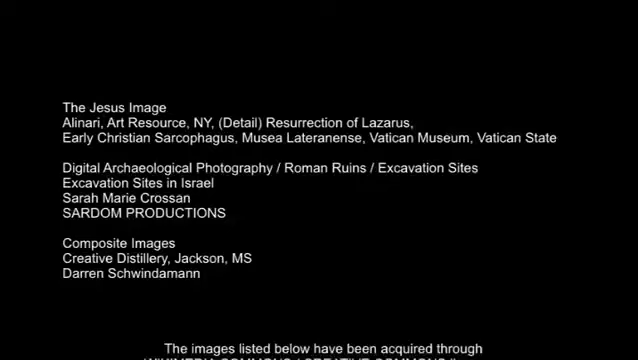 The Jesus Image
Alinari, Art Resource, NY, (Detail) Resurrection of Lazarus,
Early Christian Sarcophagus, Musea Lateranense, Vatican Museum, Vatican State
Digital Archaeological Photography / Roman Ruins / Excavation Sites
Excavation Sites in Israel
Sarah Marie Crossan
SARDOM PRODUCTIONS
Composite Images
Creative Distillery, Jackson, MS
Darren Schwindamann
The images listed below have been acquired through